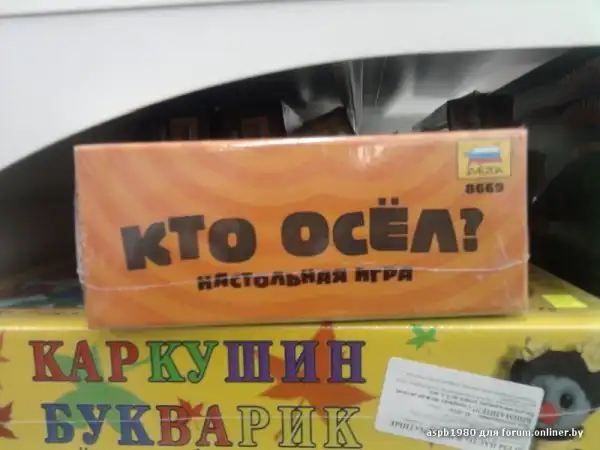 ZVEZDA
8669
КТО ОСЁЛ?
НАСТОЛЬНАЯ ИГРА
КАРКУШИН
БУКВАРИК
aspb1980 для forum.onliner.by